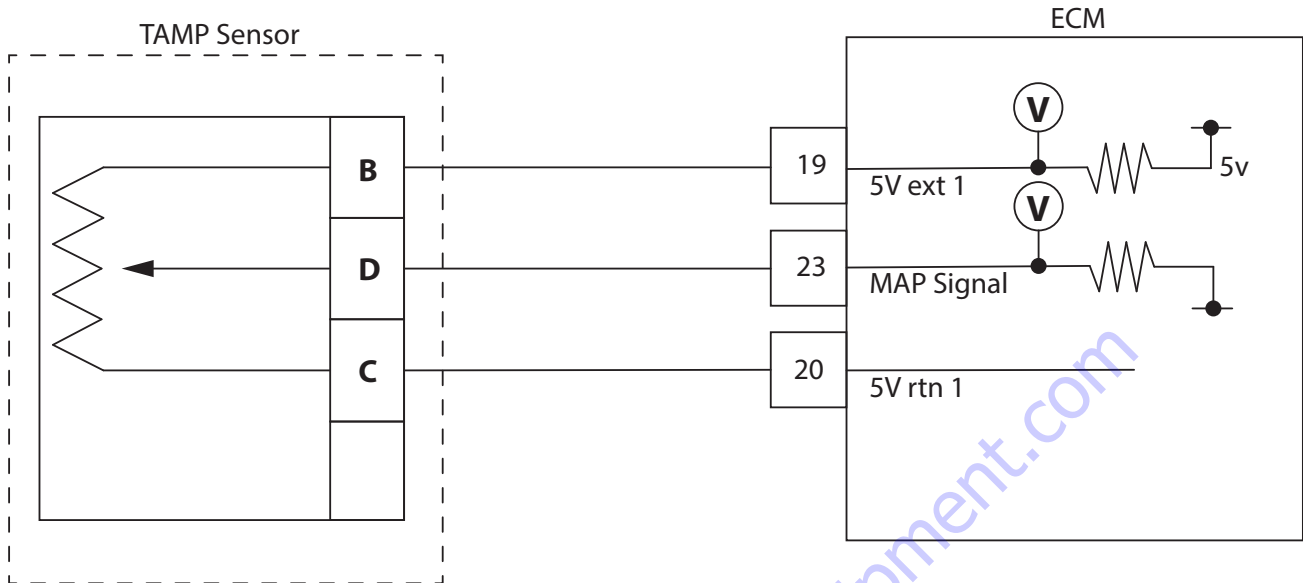 ECM
TAMP Sensor
V
B
19
5V ext 1
5v
V
D
23
MAP Signal
C
20
5V rtn 1